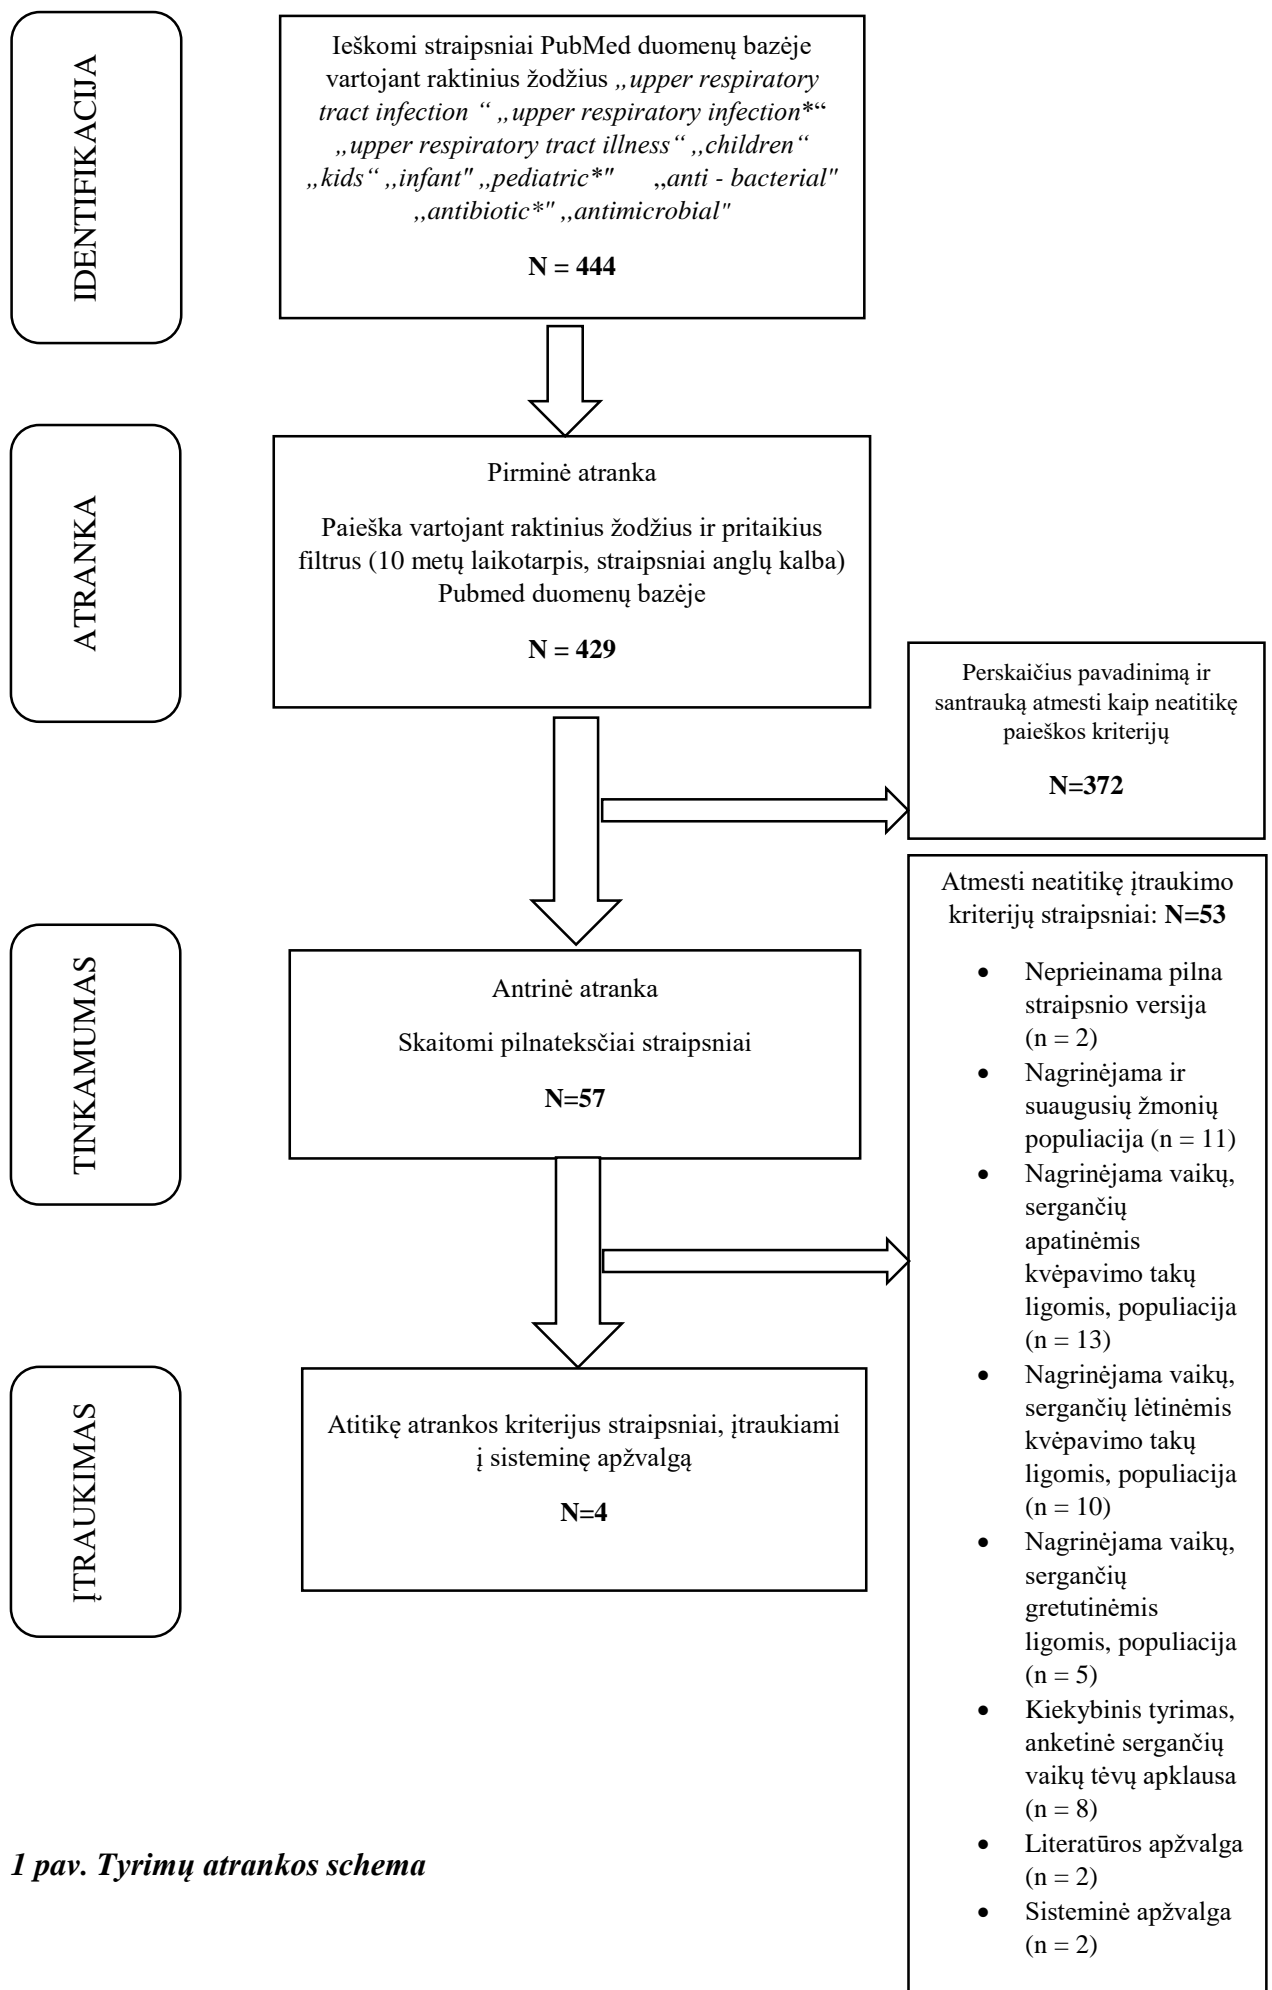 IDENTIFIKACIJA
Ieškomi straipsniai PubMed duomenų bazėje
vartojant raktinius žodžius „upper respiratory
tract infection “ „upper respiratory infection*“
„upper respiratory tract illness“ ,,children“
,,kids“ ,,infant" ,,pediatric*" ,,anti - bacterial"
,,antibiotic*" ,,antimicrobial"
N = 444
ATRANKA
Pirminė atranka
Paieška vartojant raktinius žodžius ir pritaikius
filtrus (10 metų laikotarpis, straipsniai anglų kalba)
Pubmed duomenų bazėje
N = 429
Perskaičius pavadinimą ir
santrauką atmesti kaip neatitikę
paieškos kriterijų
N=372
TINKAMUMAS
Antrinė atranka
Skaitomi pilnateksčiai straipsniai
N=57
Atmesti neatitikę įtraukimo
kriterijų straipsniai: N=53
• Neprieinama pilna
straipsnio versija
(n = 2)
• Nagrinėjama ir
suaugusių žmonių
populiacija (n = 11)
• Nagrinėjama vaikų,
sergančių
apatinėmis
kvėpavimo takų
ligomis, populiacija
(n = 13)
• Nagrinėjama vaikų,
sergančių lėtinėmis
kvėpavimo takų
ligomis, populiacija
(n = 10)
• Nagrinėjama vaikų,
sergančių
gretutinėmis
ligomis, populiacija
(n = 5)
• Kiekybinis tyrimas,
anketinė sergančių
vaikų tėvų apklausa
(n = 8)
• Literatūros apžvalga
(n = 2)
• Sisteminė apžvalga
(n = 2)
ĮTRAUKIMAS
Atitikę atrankos kriterijus straipsniai, įtraukiami
į sisteminę apžvalgą
N=4
1 pav. Tyrimų atrankos schema